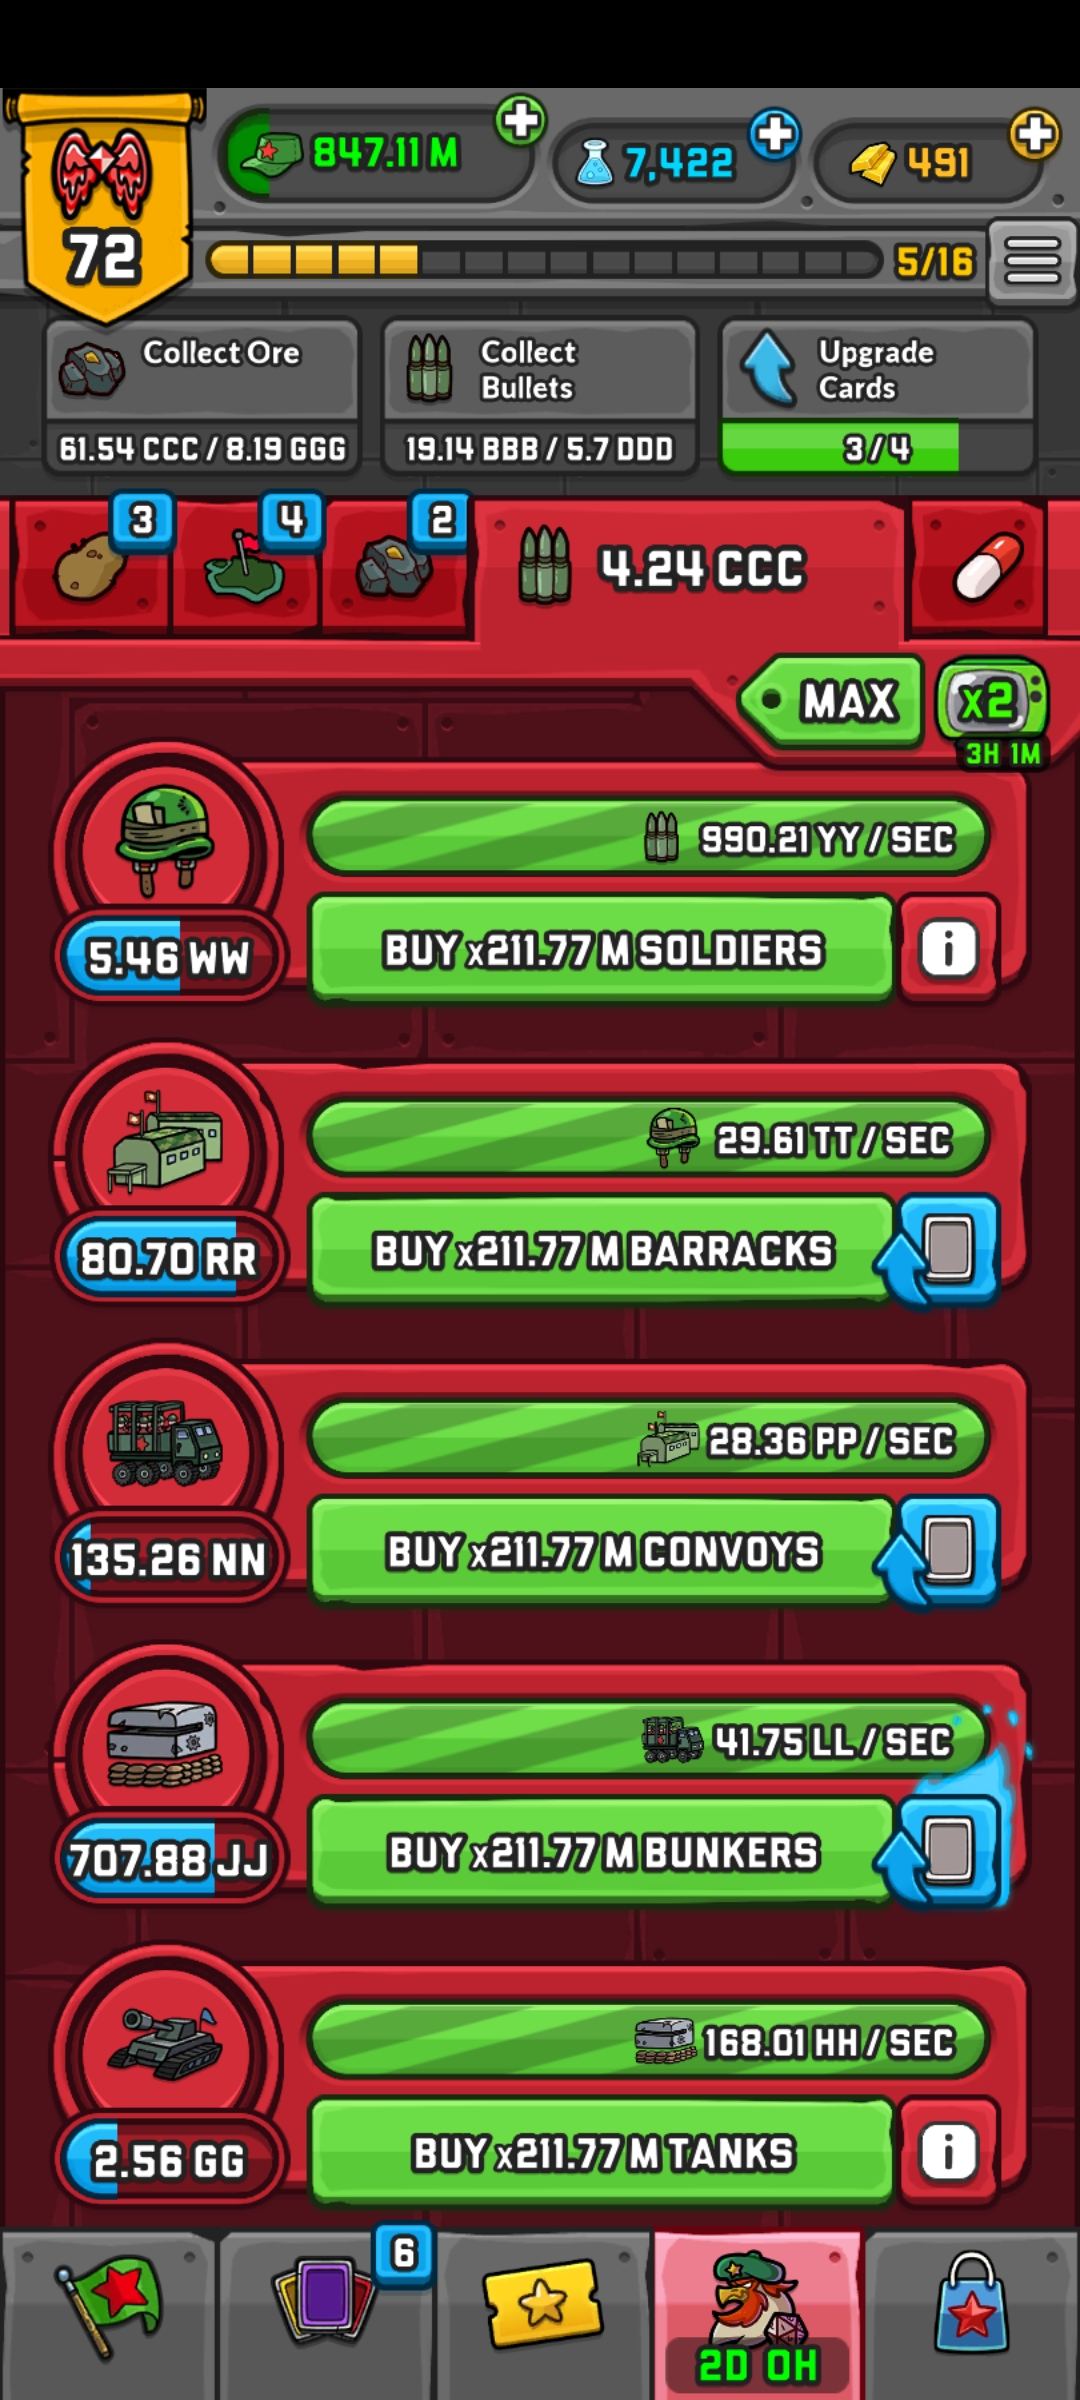 847.11 M
7,422
491
72
5/16
Collect Ore
61.54 CCC / 8.19 GGG
Collect
Bullets
19.14 BBB / 5.7 DDD
Upgrade
Cards
3/4
3
4
2
4.24 CCC
MAX
x2
3H 1M
990.21 YY / SEC
5.46 WW
BUY x211.77 M SOLDIERS
i
29.61 TT / SEC
80.70 RR
BUY x211.77 M BARRACKS
28.36 PP / SEC
135.26 NN
BUY x211.77 M CONVOYS
41.75 LL / SEC
707.88 JJ
BUY x211.77 M BUNKERS
168.01 HH / SEC
2.56 GG
BUY x211.77 M TANKS
i
6
2D 0H